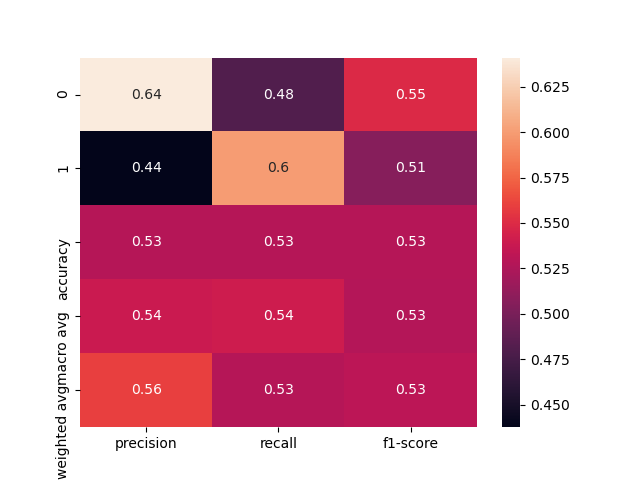 0 0.64 0.48 0.55
1 0.44 0.6 0.51
accuracy 0.53 0.53 0.53
macro avg 0.54 0.54 0.53
weighted avg 0.56 0.53 0.53
precision recall f1-score
0.625
0.600
0.575
0.550
0.525
0.500
0.475
0.450